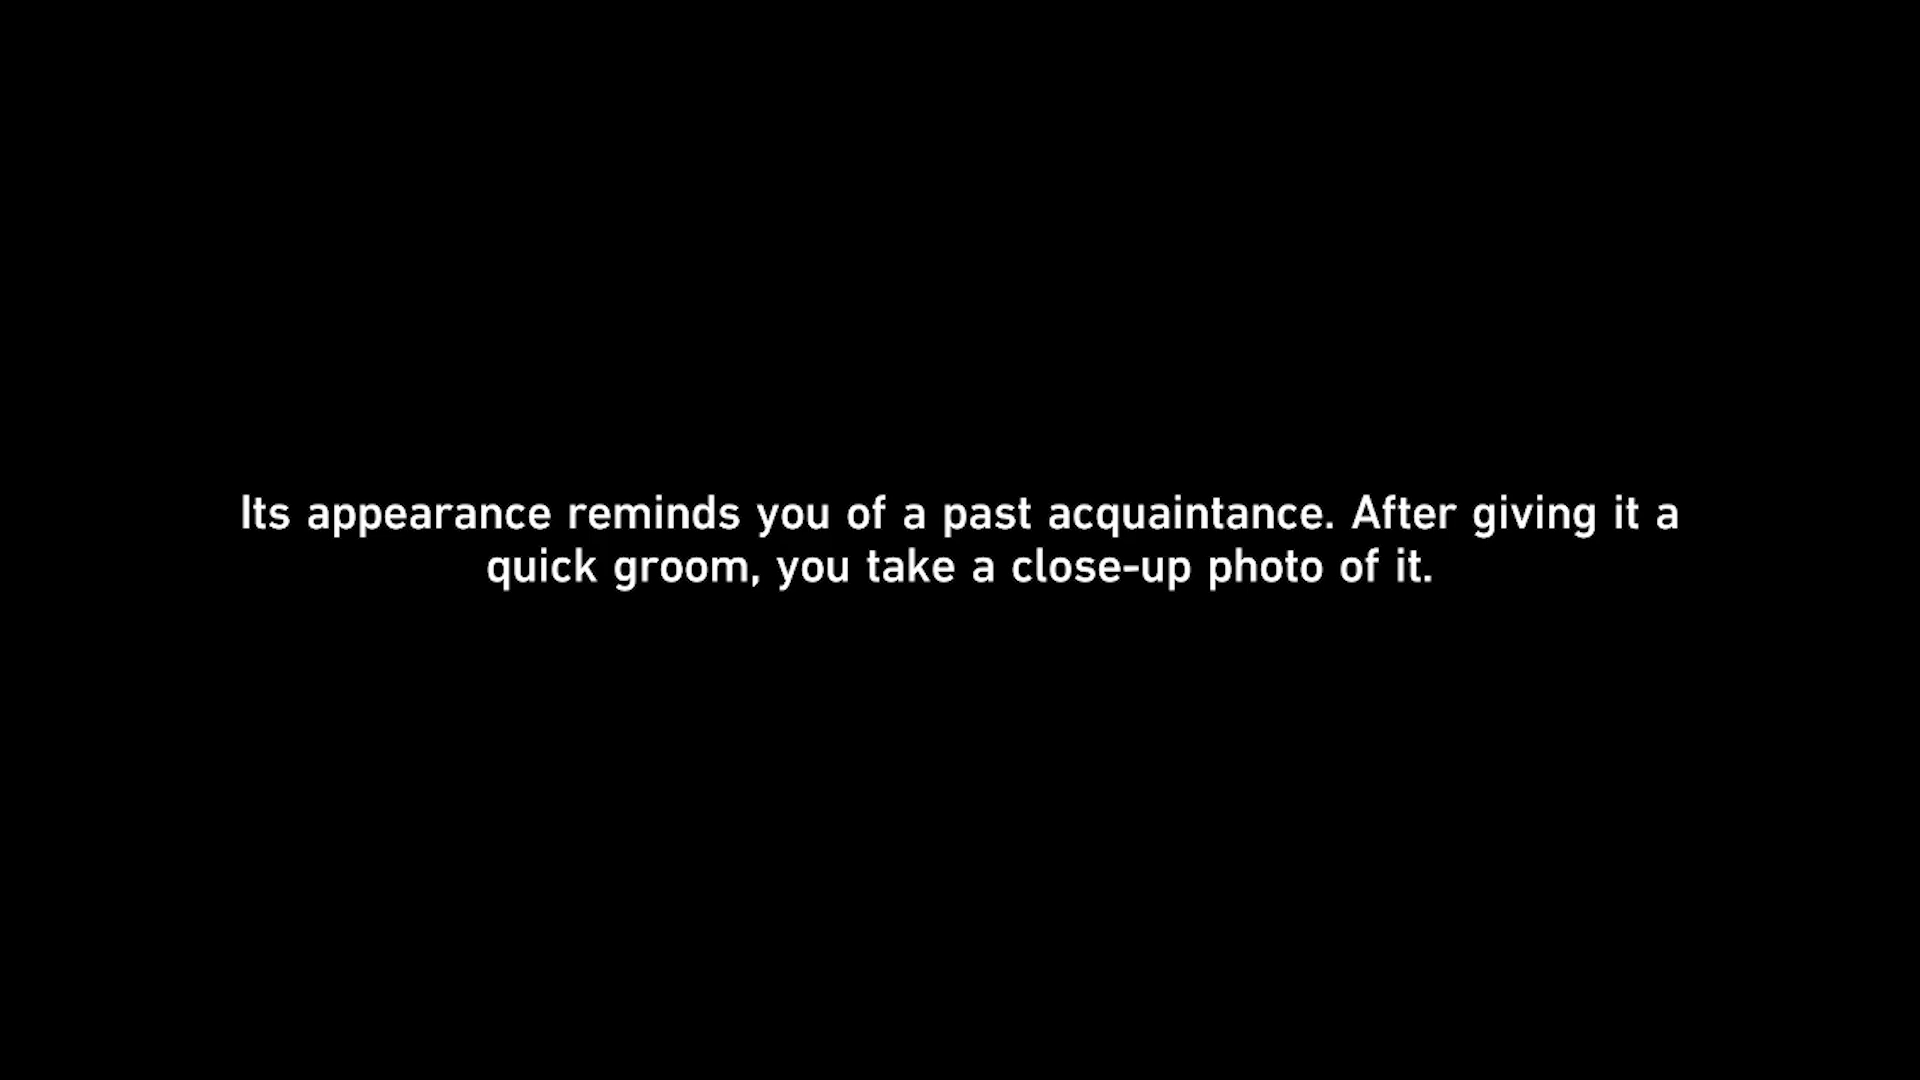 Its appearance reminds you of a past acquaintance. After giving it a
quick groom, you take a close-up photo of it.